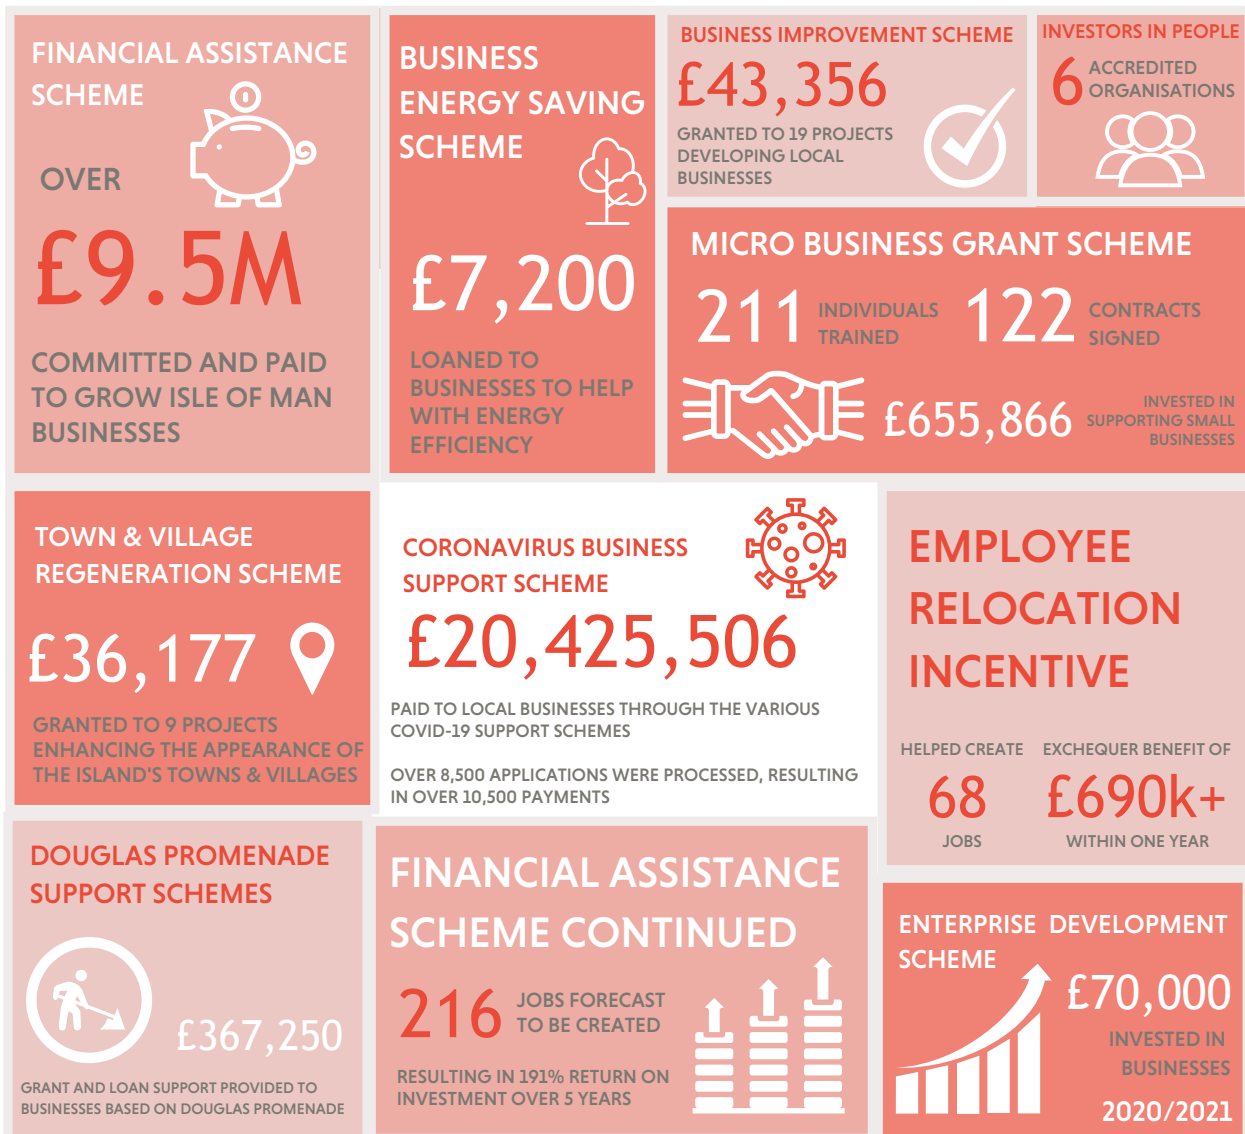 FINANCIAL ASSISTANCE
SCHEME
OVER
£9.5M
COMMITTED AND PAID
TO GROW ISLE OF MAN
BUSINESSES
BUSINESS
ENERGY SAVING
SCHEME
£7,200
LOANED TO
BUSINESSES TO HELP
WITH ENERGY
EFFICIENCY
BUSINESS IMPROVEMENT SCHEME
£43,356
GRANTED TO 19 PROJECTS
DEVELOPING LOCAL
BUSINESSES
INVESTORS IN PEOPLE
6 ACCREDITED
ORGANISATIONS
MICRO BUSINESS GRANT SCHEME
211 INDIVIDUALS
TRAINED
122 CONTRACTS
SIGNED
£655,866
INVESTED IN
SUPPORTING SMALL
BUSINESSES
TOWN & VILLAGE
REGENERATION SCHEME
£36,177
GRANTED TO 9 PROJECTS
ENHANCING THE APPEARANCE OF
THE ISLAND'S TOWNS & VILLAGES
CORONAVIRUS BUSINESS
SUPPORT SCHEME
£20,425,506
PAID TO LOCAL BUSINESSES THROUGH THE VARIOUS
COVID-19 SUPPORT SCHEMES
OVER 8,500 APPLICATIONS WERE PROCESSED, RESULTING
IN OVER 10,500 PAYMENTS
EMPLOYEE
RELOCATION
INCENTIVE
HELPED CREATE
68
JOBS
EXCHEQUER BENEFIT OF
£690k+
WITHIN ONE YEAR
DOUGLAS PROMENADE
SUPPORT SCHEMES
£367,250
GRANT AND LOAN SUPPORT PROVIDED TO
BUSINESSES BASED ON DOUGLAS PROMENADE
FINANCIAL ASSISTANCE
SCHEME CONTINUED
216 JOBS FORECAST
TO BE CREATED
RESULTING IN 191% RETURN ON
INVESTMENT OVER 5 YEARS
ENTERPRISE DEVELOPMENT
SCHEME
£70,000
INVESTED IN
BUSINESSES
2020/2021